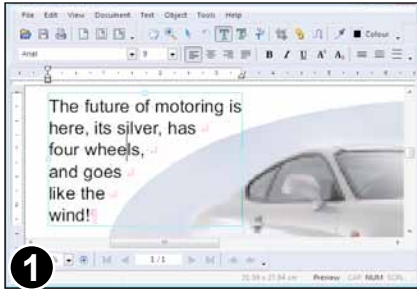 File Edit View Document Text Object Tools Help
Colour
Arial 9 B I U
The future of motoring is
here, its silver, has
four wheels,
and goes
like the
wind!
1/1
Preview CAP NUM
1